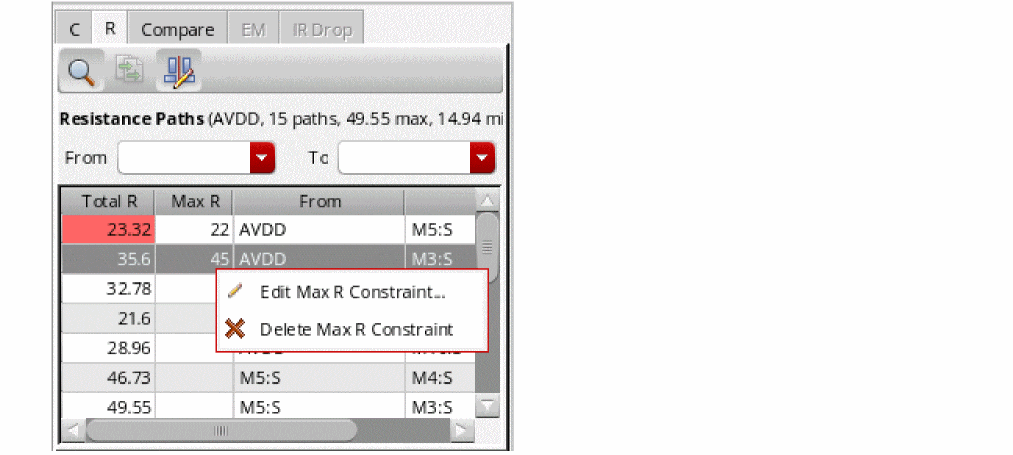 C R Compare EM IR Drop
Resistance Paths (AVDD, 15 paths, 49.55 max, 14.94 mi
From To
Total R Max R From
23.32 22 AVDD M5:S
35.6 45 AVDD M3:S
32.78
Edit Max R Constraint...
21.6
Delete Max R Constraint
28.96
46.73 M5:S M4:S
49.55 M5:S M3:S